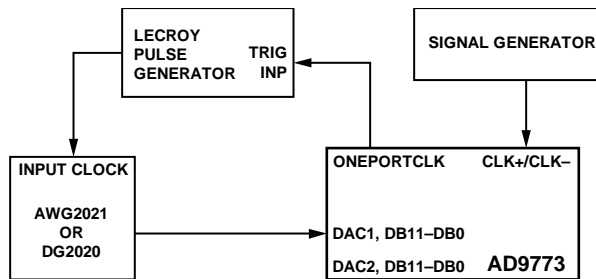 LECROY
PULSE
GENERATOR
TRIG
INP
SIGNAL GENERATOR
INPUT CLOCK
AWG2021
OR
DG2020
ONEPORTCLK
CLK+/CLK–
DAC1, DB11–DB0
DAC2, DB11–DB0
AD9773